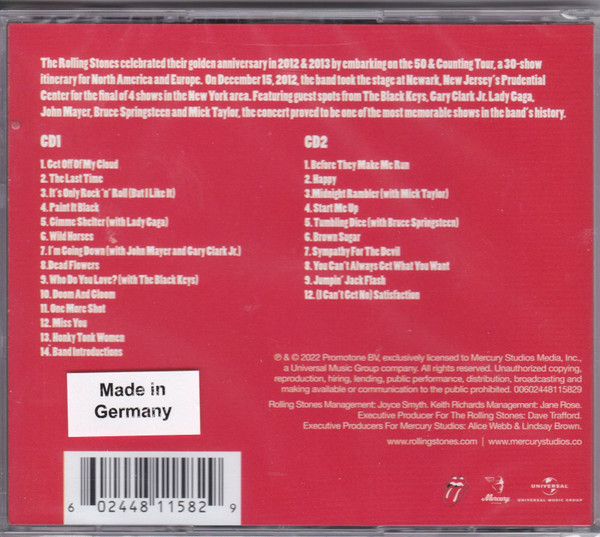 The Rolling Stones celebrated their golden anniversary in 2012 & 2013 by embarking on the 50 & Counting Tour, a 30-show
itinerary for North America and Europe. On December 15, 2012, the band took the stage at Newark, New Jersey's Prudential
Center for the final of 4 shows in the New York area. Featuring guest spots from The Black Keys, Gary Clark Jr. Lady Gaga,
John Mayer, Bruce Springsteen and Mick Taylor, the concert proved to be one of the most memorable shows in the band's history.
CD1
1. Get Off Of My Cloud
2. The Last Time
3. It's Only Rock 'n' Roll (But I Like It)
4. Paint It Black
5. Gimme Shelter (with Lady Gaga)
6. Wild Horses
7. I'm Going Down (with John Mayer and Gary Clark Jr.)
8. Dead Flowers
9. Who Do You Love? (with The Black Keys)
10. Doom And Gloom
11. One More Shot
12. Miss You
13. Honky Tonk Women
14. Band Introductions
CD2
1. Before They Make Me Run
2. Happy
3. Midnight Rambler (with Mick Taylor)
4. Start Me Up
5. Tumbling Dice (with Bruce Springsteen)
6. Brown Sugar
7. Sympathy For The Devil
8. You Can't Always Get What You Want
9. Jumpin' Jack Flash
12. (I Can't Get No) Satisfaction
℗ & © 2022 Promotone BV, exclusively licensed to Mercury Studios Media, Inc.,
a Universal Music Group company. All rights reserved. Unauthorized copying,
reproduction, hiring, lending, public performance, distribution, broadcasting and
making available or communication to the public prohibited. 00602448115829
Rolling Stones Management: Joyce Smyth. Keith Richards Management: Jane Rose.
Executive Producer For The Rolling Stones: Dave Trafford.
Executive Producers For Mercury Studios: Alice Webb & Lindsay Brown.
www.rollingstones.com | www.mercurystudios.co
Made in
Germany
6 02448 11582 9
Mercury
UNIVERSAL
UNIVERSAL MUSIC GROUP